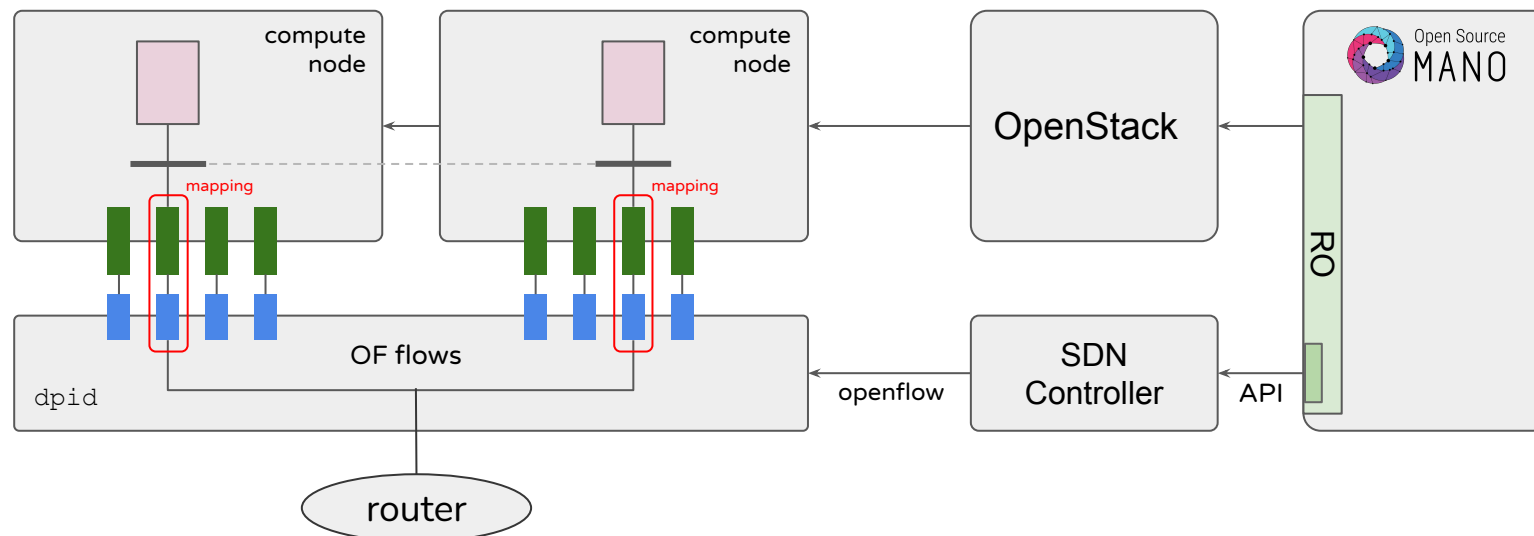 compute
node
compute
node
Open Source
MANO
OpenStack
mapping
mapping
RO
OF flows
SDN
Controller
dpid
openflow
API
router